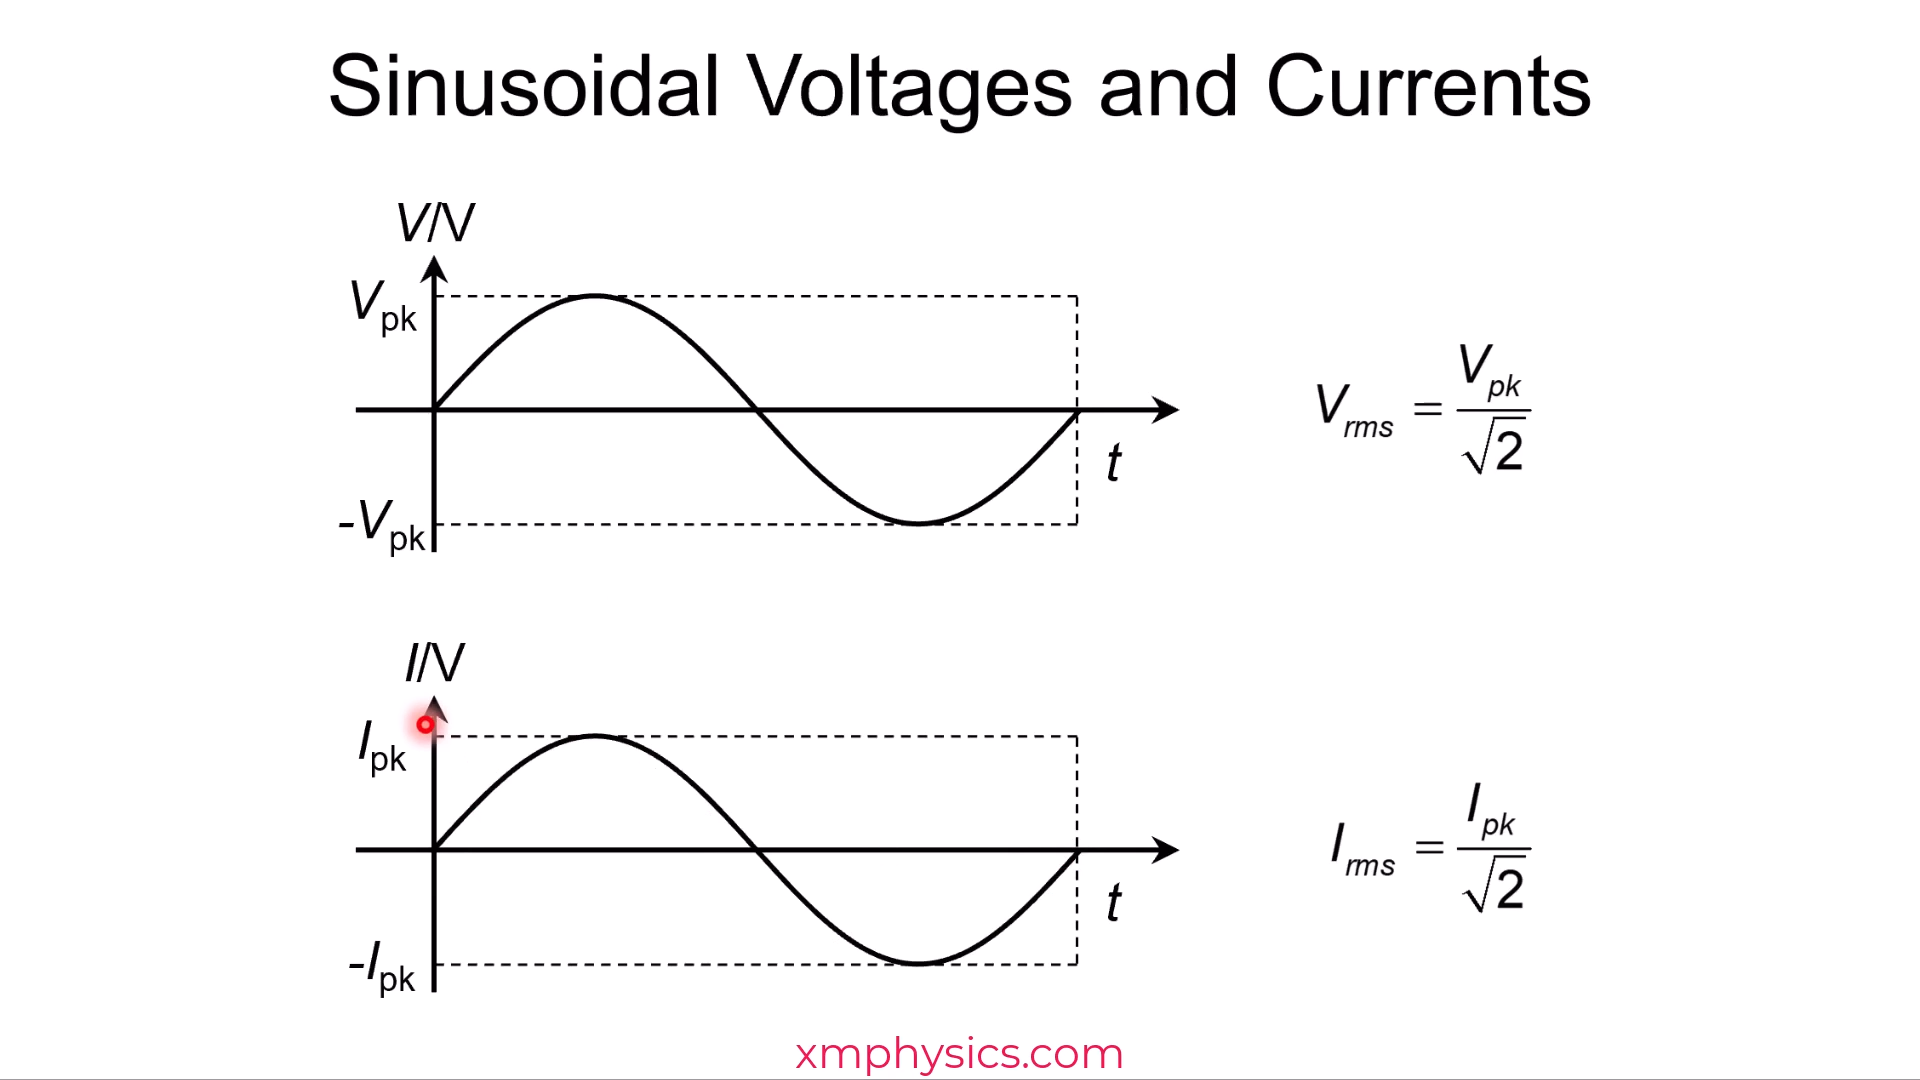 Sinusoidal Voltages and Currents
V/V
Vpk
-Vpk
t
Vrms = Vpk/√2
I/V
Ipk
-Ipk
t
Irms = Ipk/√2
xmphysics.com